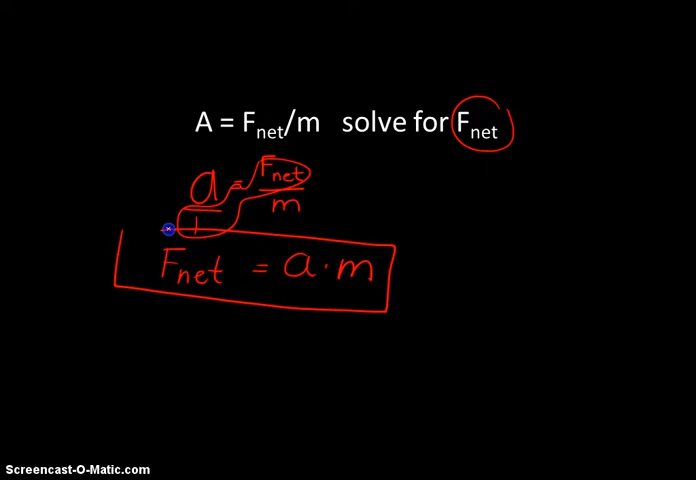 A = Fnet/m solve for Fnet
a = Fnet
1 m
Fnet = a · m
Screencast-O-Matic.com